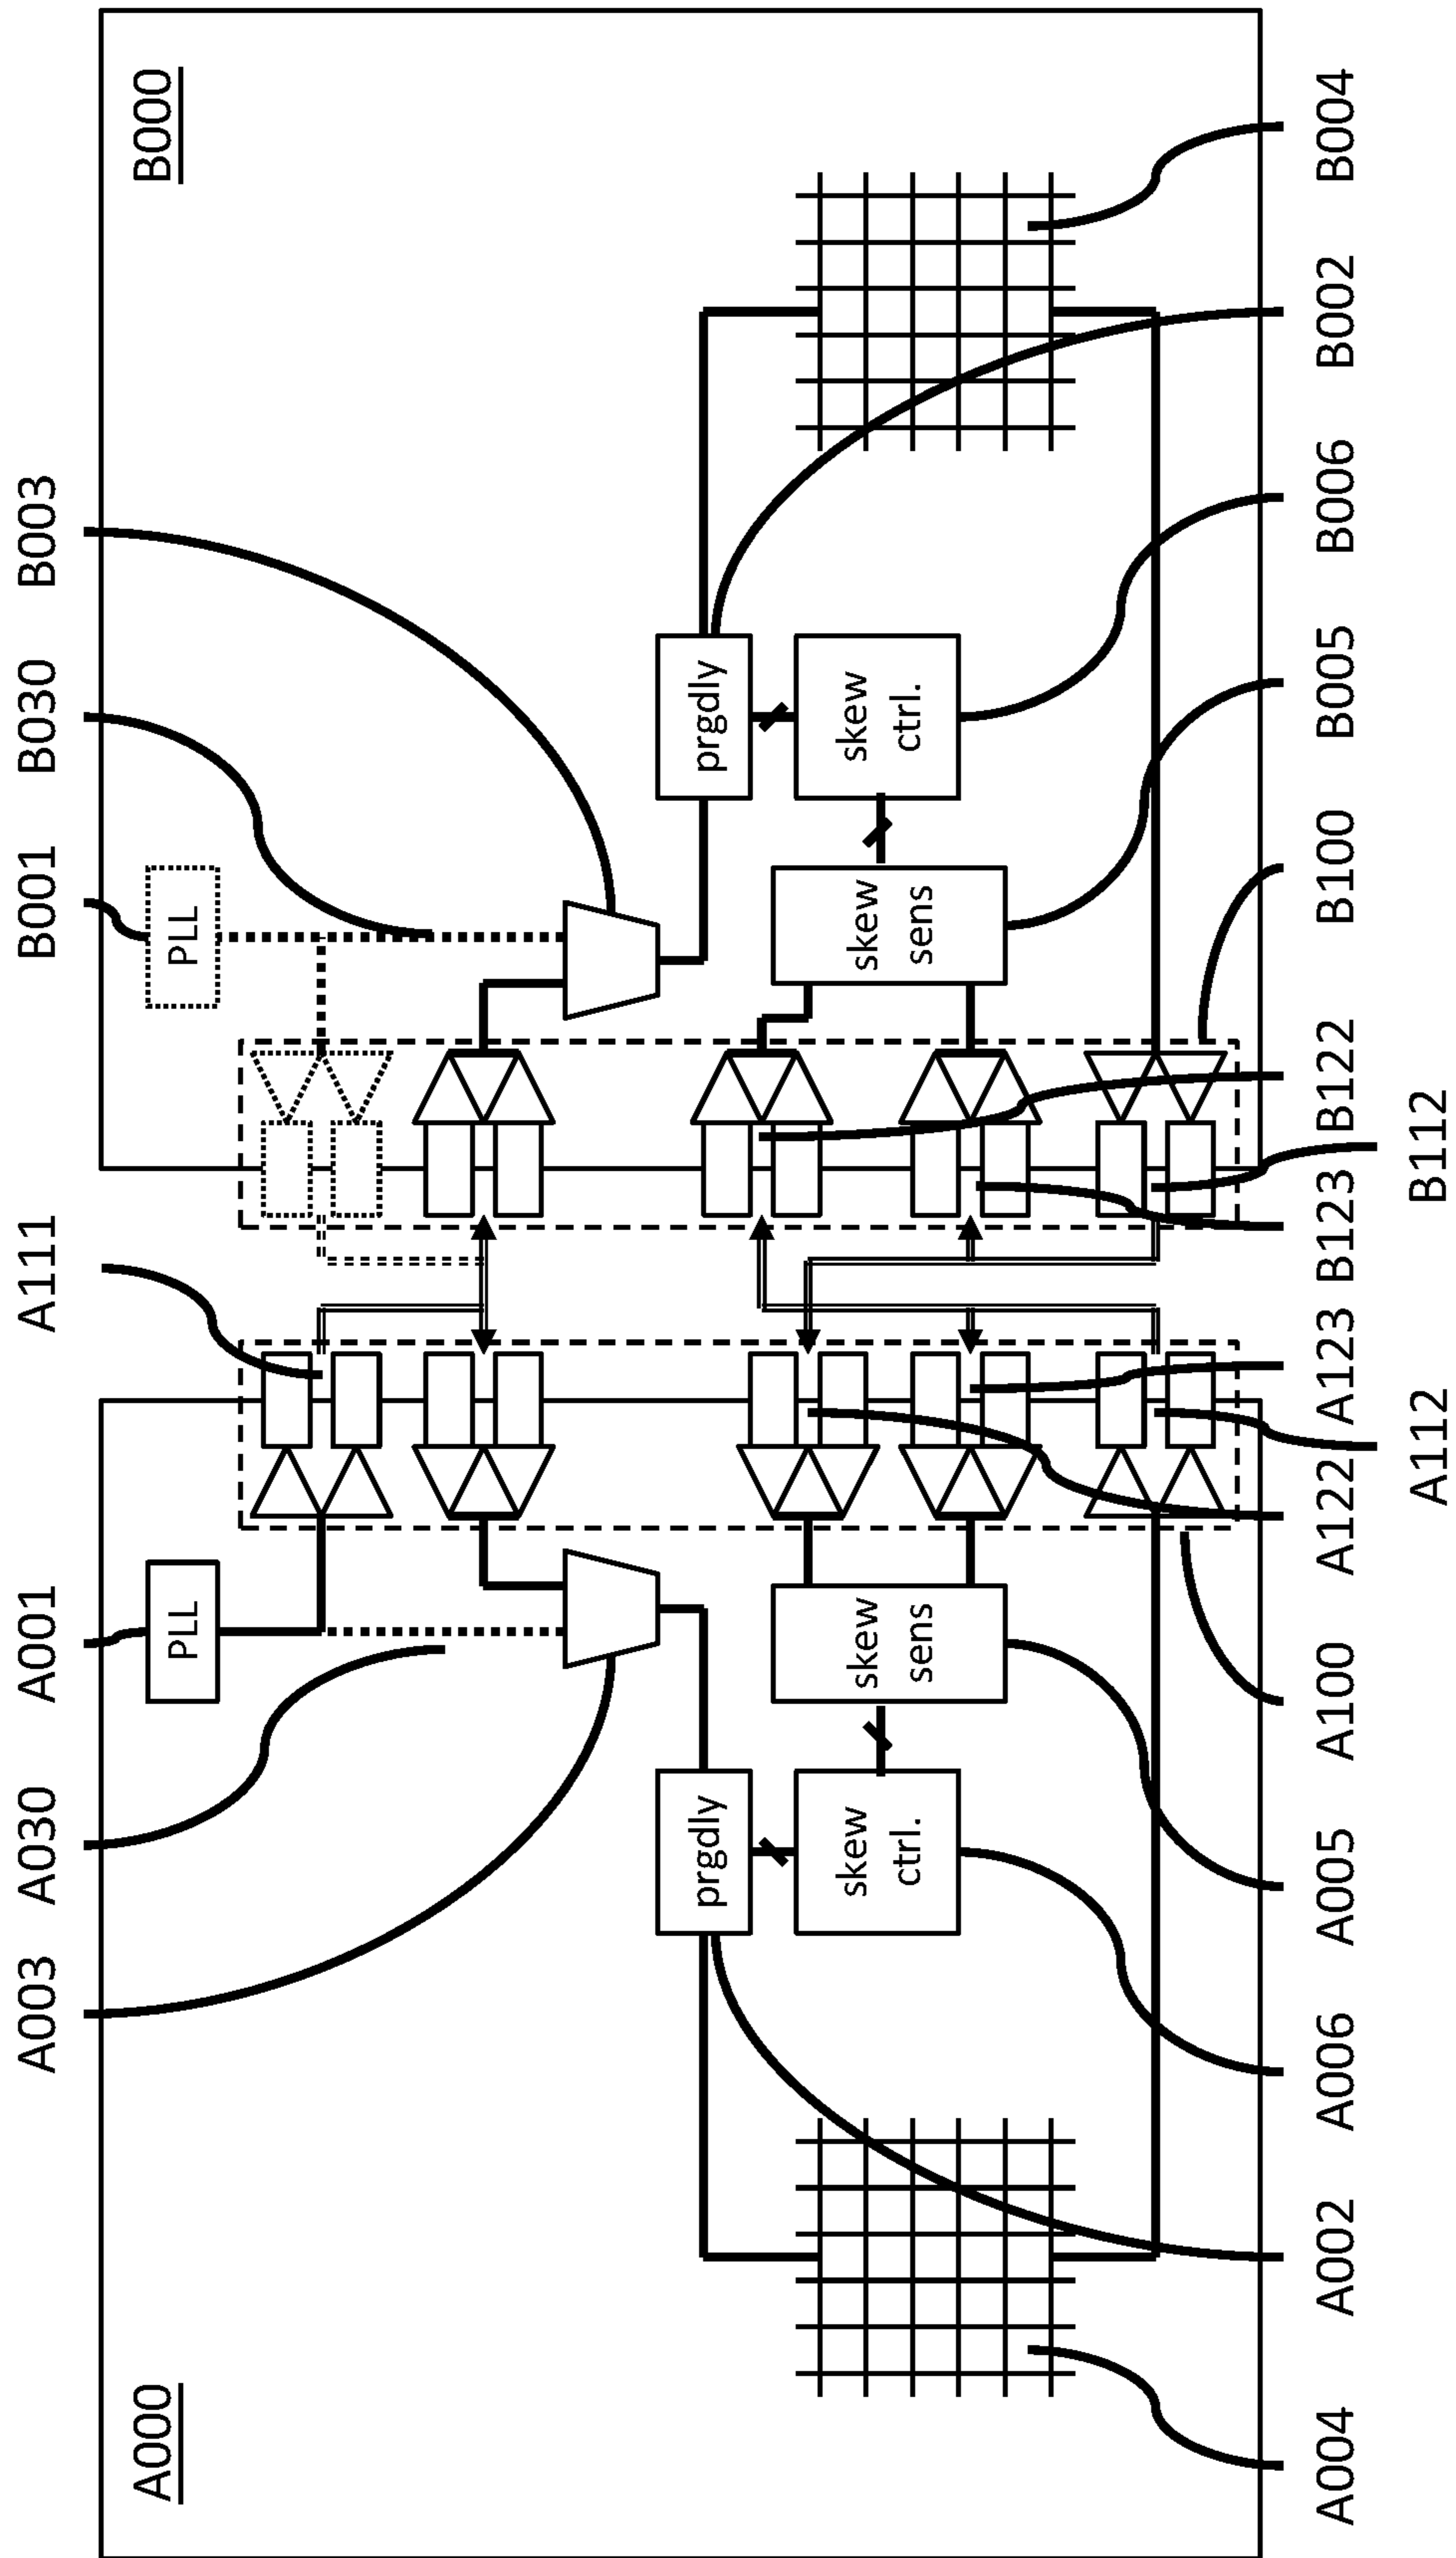 A003
A030
A001
A111
B001
B030
B003
A000
B000
PLL
PLL
prgdly
prgdly
skew
ctrl.
skew
sens
skew
sens
skew
ctrl.
A004
A002
A006
A005
A100
A122
A123
B123
B122
B100
B005
B006
B002
B004
A112
B112